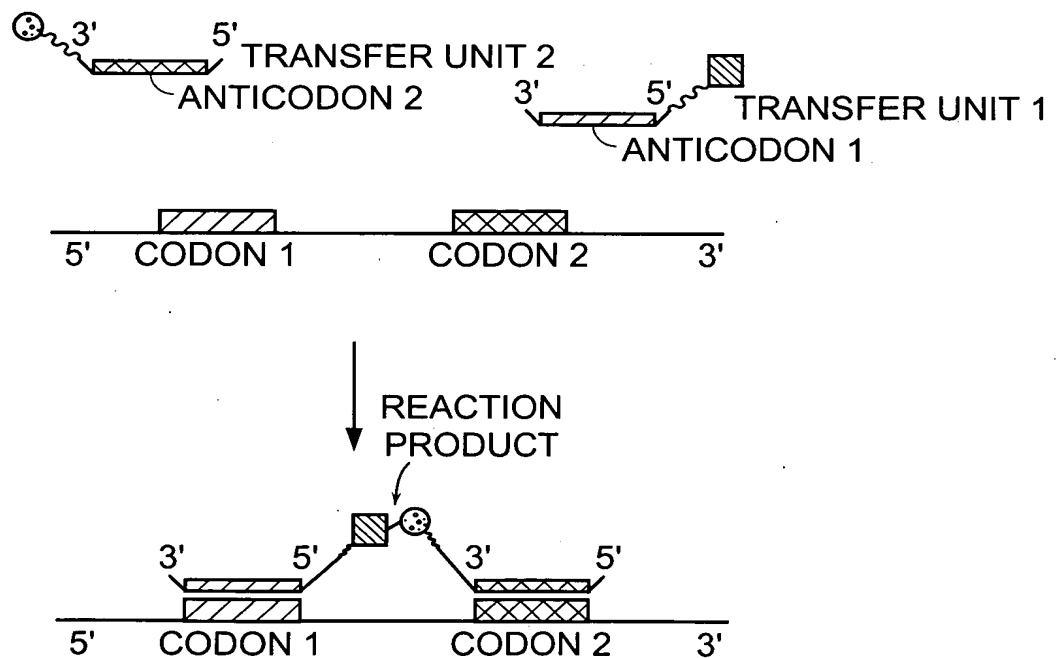 3' 5' TRANSFER UNIT 2
ANTICODON 2
3' 5' TRANSFER UNIT 1
ANTICODON 1
5' CODON 1 CODON 2 3'
REACTION
PRODUCT
3' 5' 3' 5'
5' CODON 1 CODON 2 3'